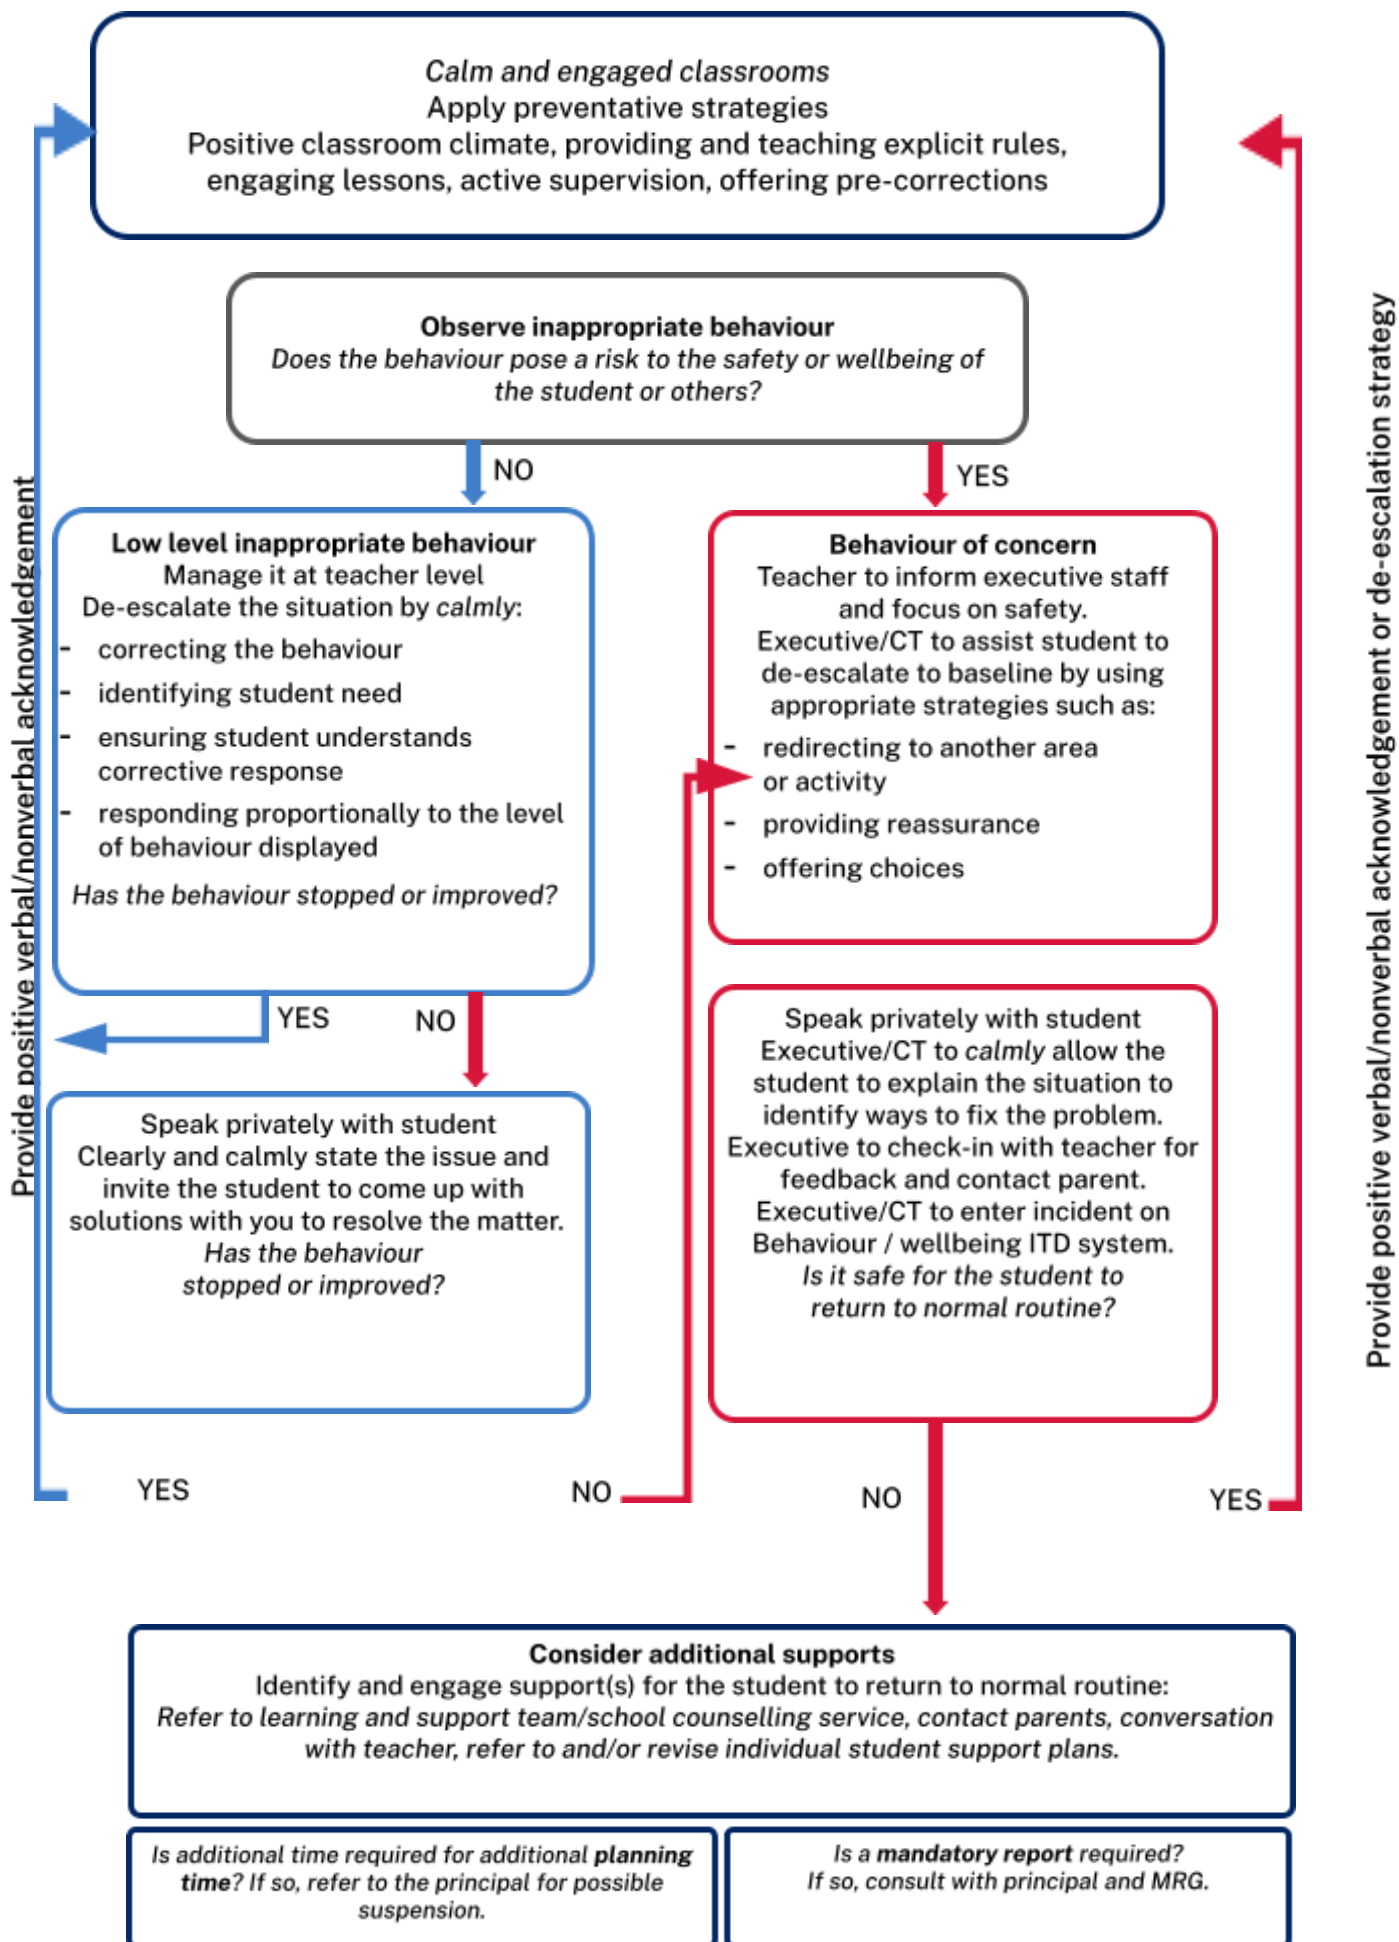 Calm and engaged classrooms
Apply preventative strategies
Positive classroom climate, providing and teaching explicit rules,
engaging lessons, active supervision, offering pre-corrections
Observe inappropriate behaviour
Does the behaviour pose a risk to the safety or wellbeing of
the student or others?
NO
YES
Low level inappropriate behaviour
Manage it at teacher level
De-escalate the situation by calmly:
- correcting the behaviour
- identifying student need
- ensuring student understands
corrective response
- responding proportionally to the level
of behaviour displayed
Has the behaviour stopped or improved?
YES
NO
Speak privately with student
Clearly and calmly state the issue and
invite the student to come up with
solutions with you to resolve the matter.
Has the behaviour
stopped or improved?
YES
NO
Behaviour of concern
Teacher to inform executive staff
and focus on safety.
Executive/CT to assist student to
de-escalate to baseline by using
appropriate strategies such as:
- redirecting to another area
or activity
- providing reassurance
- offering choices
Speak privately with student
Executive/CT to calmly allow the
student to explain the situation to
identify ways to fix the problem.
Executive to check-in with teacher for
feedback and contact parent.
Executive/CT to enter incident on
Behaviour / wellbeing ITD system.
Is it safe for the student to
return to normal routine?
NO
YES
Provide positive verbal/nonverbal acknowledgement
Provide positive verbal/nonverbal acknowledgement or de-escalation strategy
Consider additional supports
Identify and engage support(s) for the student to return to normal routine:
Refer to learning and support team/school counselling service, contact parents, conversation
with teacher, refer to and/or revise individual student support plans.
Is additional time required for additional planning
time? If so, refer to the principal for possible
suspension.
Is a mandatory report required?
If so, consult with principal and MRG.